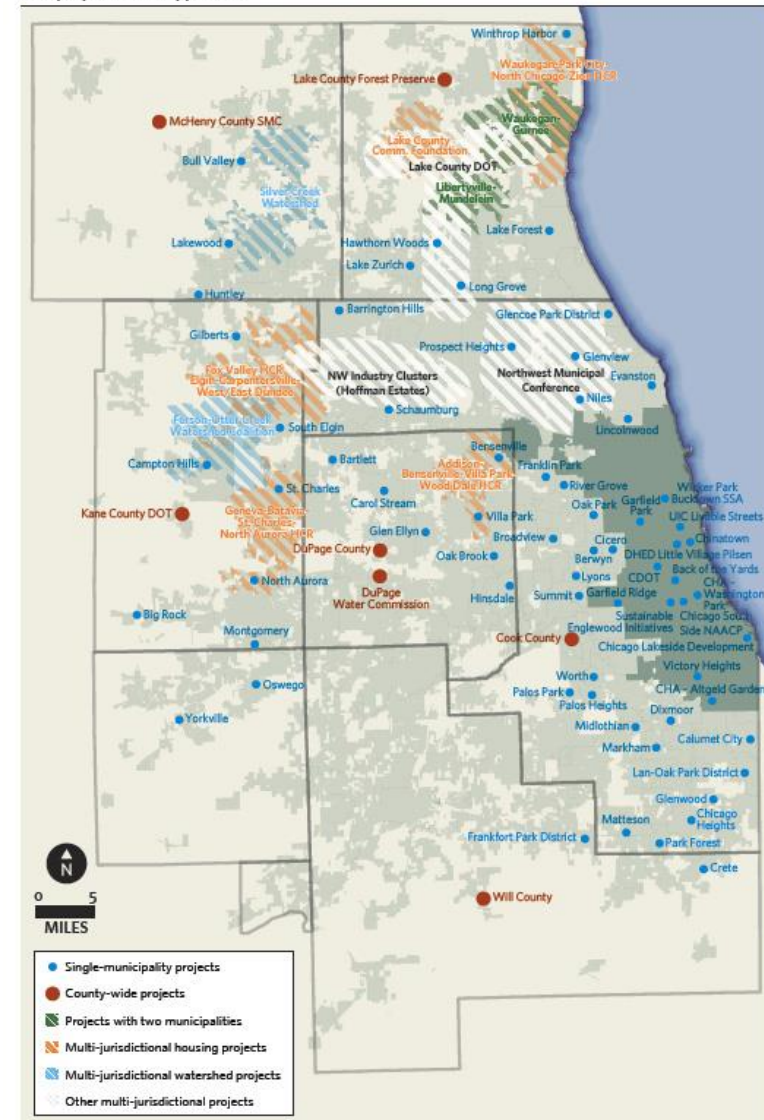 Winthrop Harbor
Waukegan-Park City-
North Chicago-Zion HCR
Lake County Forest Preserve
McHenry County SMC
Waukegan-
Gurnee
Lake County
Comm. Foundation
Lake County DOT
Bull Valley
Silver Creek
Watershed
Libertyville-
Mundelein
Lake Forest
Lakewood
Hawthorn Woods
Lake Zurich
Long Grove
Huntley
Barrington Hills
Glencoe Park District
Gilberts
Prospect Heights
Glenview
Fox Valley HCR
Elgin-Carpentersville-
West/East Dundee
NW Industry Clusters
(Hoffman Estates)
Northwest Municipal
Conference
Evanston
Niles
Schaumburg
Ferson-Otter Creek
Watershed Coalition
South Elgin
Lincolnwood
Campton Hills
Bartlett
Bensenville
Addison-
Bensenville-Villa Park-
Wood Dale HCR
Franklin Park
St. Charles
Carol Stream
River Grove
Wicker Park
Bucktown SSA
Garfield
Park
Kane County DOT
Geneva-Batavia-
St. Charles-
North Aurora HCR
Villa Park
Oak Park
UIC Livable Streets
Glen Ellyn
Broadview
Cicero
Chinatown
DuPage County
Oak Brook
Berwyn
DHED Little Village Pilsen
Back of the Yards
North Aurora
DuPage
Water Commission
Hinsdale
Lyons
CDOT
CHA -
Washington
Park
Summit
Garfield Ridge
Big Rock
Sustainable
Englewood Initiatives
Chicago South
Side NAACP
Montgomery
Cook County
Chicago Lakeside Development
Victory Heights
Oswego
Worth
Palos Park
Palos Heights
CHA - Altgeld Garden
Dixmoor
Yorkville
Midlothian
Calumet City
Markham
Lan-Oak Park District
Glenwood
Chicago
Heights
Matteson
Frankfort Park District
Park Forest
Crete
Will County
N
0 5
MILES
Single-municipality projects
County-wide projects
Projects with two municipalities
Multi-jurisdictional housing projects
Multi-jurisdictional watershed projects
Other multi-jurisdictional projects